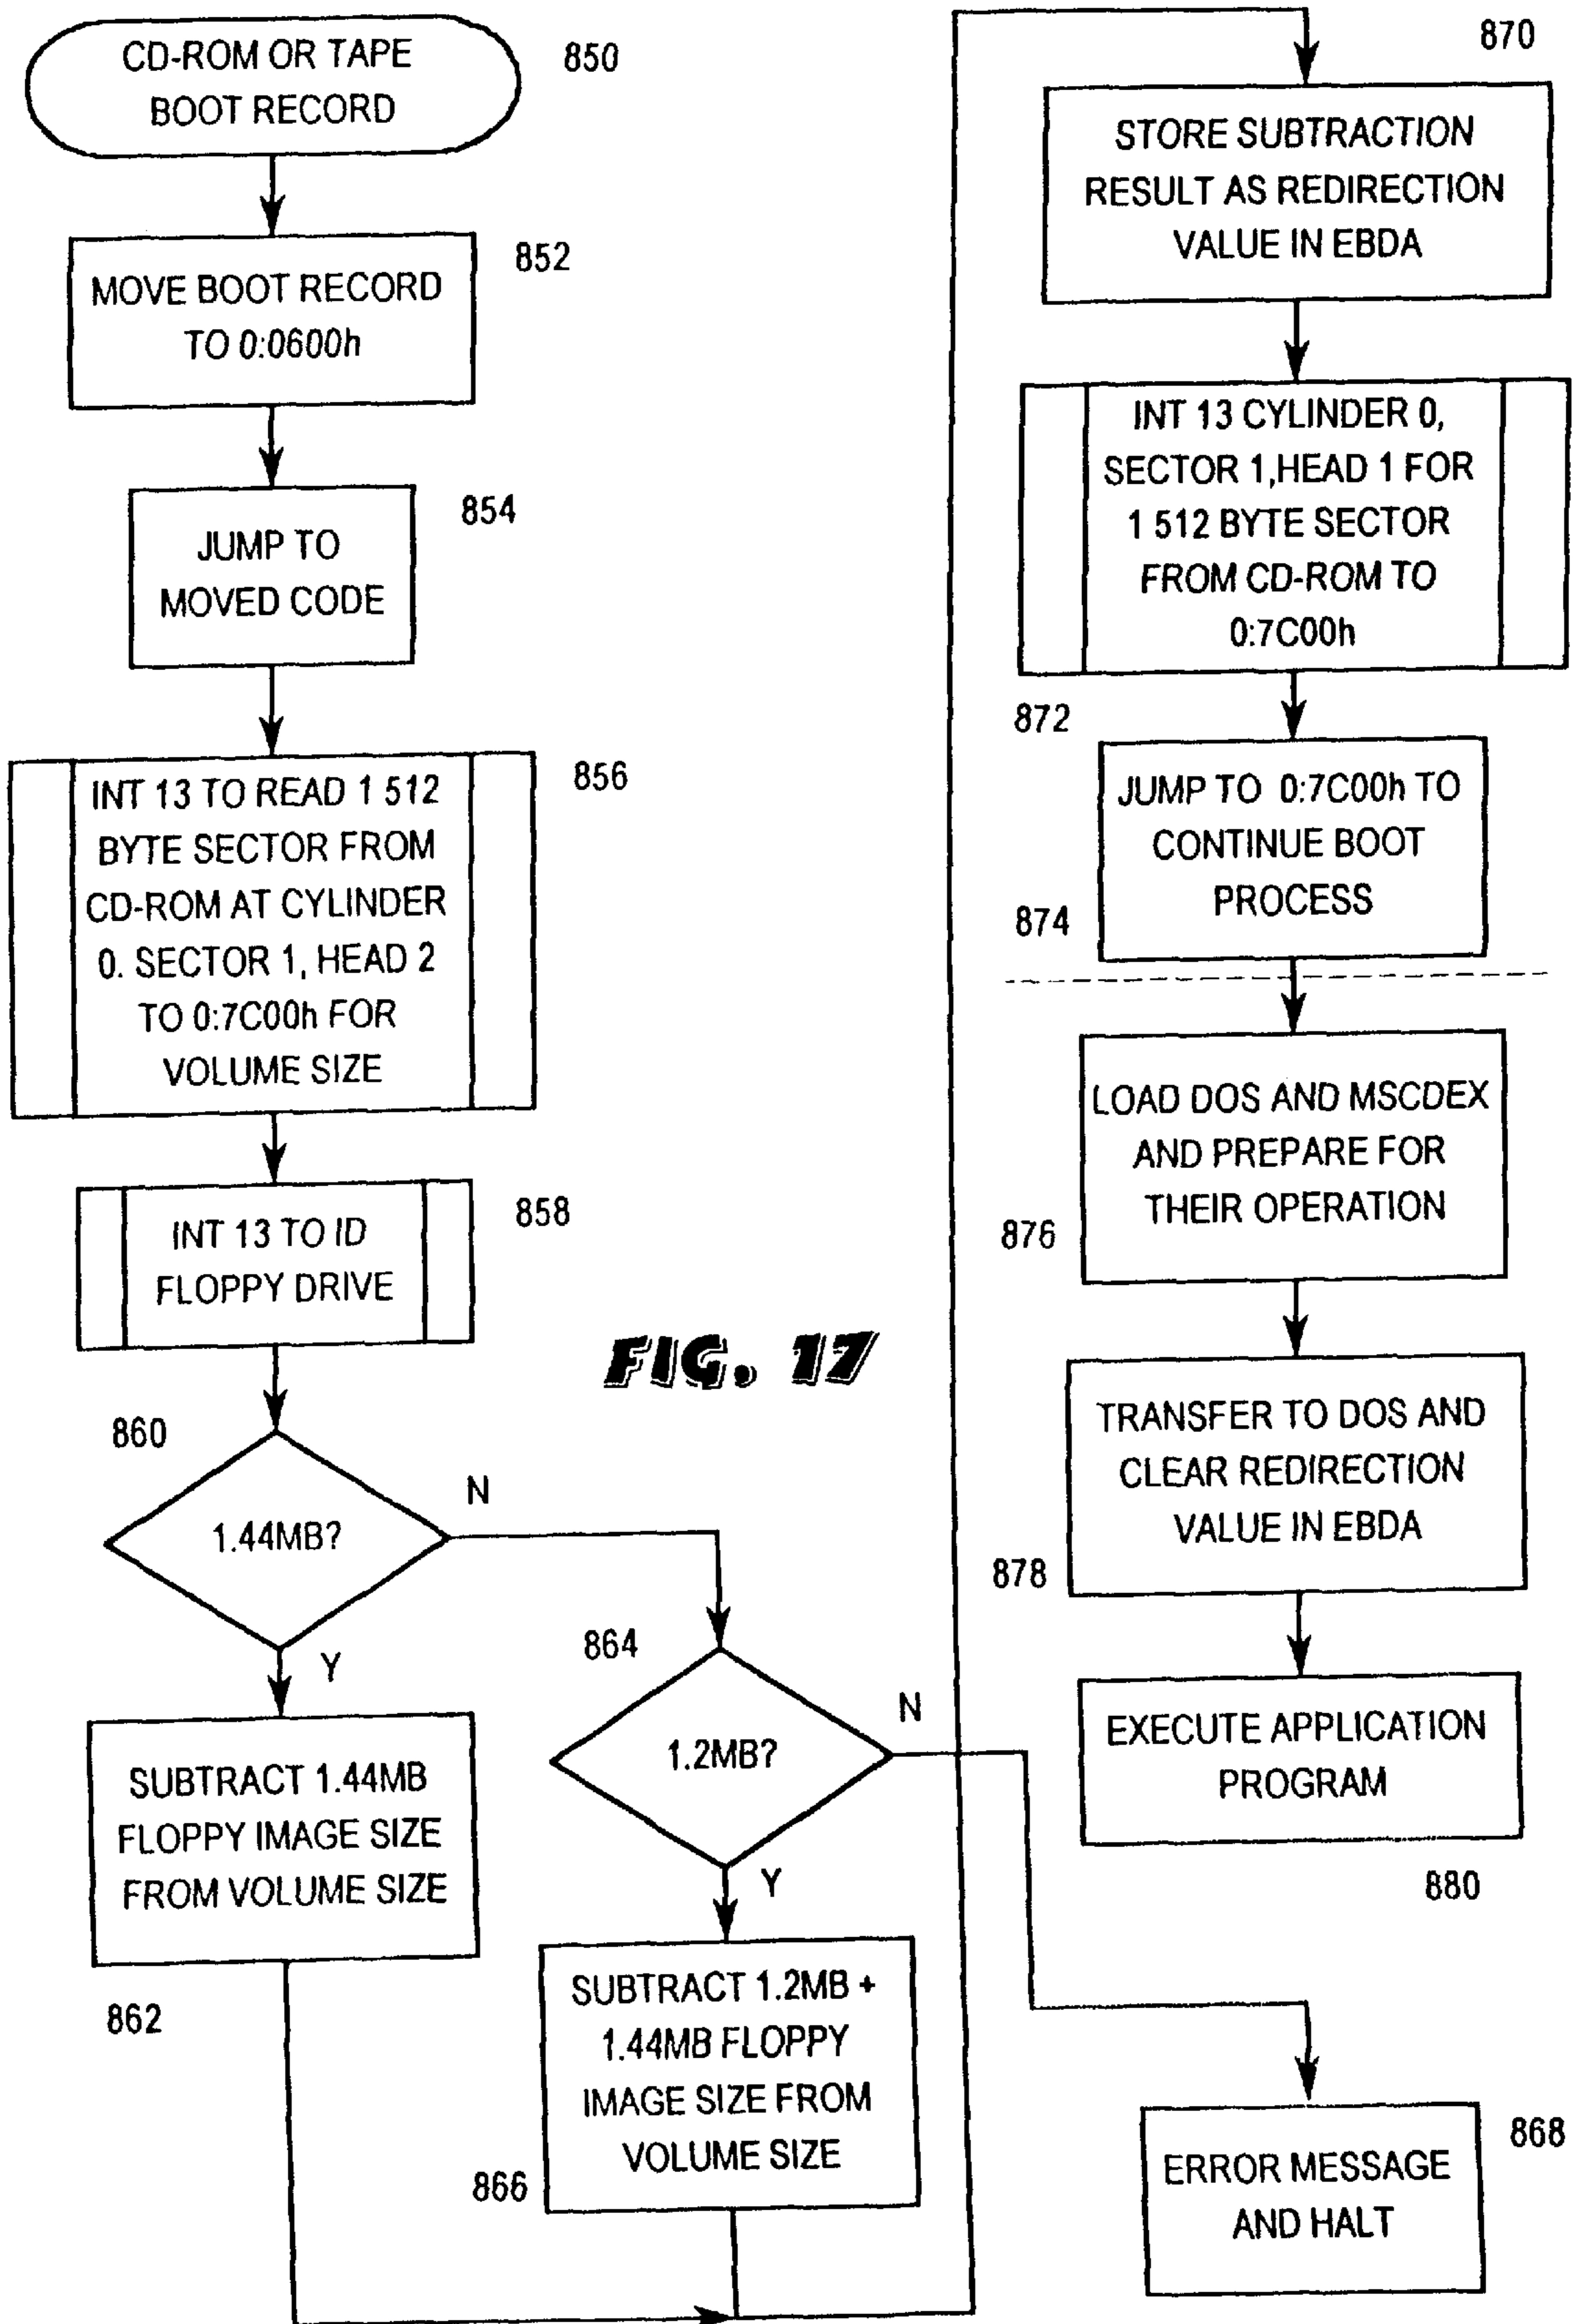 CD-ROM OR TAPE
BOOT RECORD
850
MOVE BOOT RECORD
TO 0:0600h
852
JUMP TO
MOVED CODE
854
INT 13 TO READ 1 512
BYTE SECTOR FROM
CD-ROM AT CYLINDER
0. SECTOR 1, HEAD 2
TO 0:7C00h FOR
VOLUME SIZE
856
INT 13 TO ID
FLOPPY DRIVE
858
FIG. 17
860
1.44MB?
N
Y
SUBTRACT 1.44MB
FLOPPY IMAGE SIZE
FROM VOLUME SIZE
862
864
1.2MB?
N
Y
SUBTRACT 1.2MB +
1.44MB FLOPPY
IMAGE SIZE FROM
VOLUME SIZE
866
870
STORE SUBTRACTION
RESULT AS REDIRECTION
VALUE IN EBDA
INT 13 CYLINDER 0,
SECTOR 1,HEAD 1 FOR
1 512 BYTE SECTOR
FROM CD-ROM TO
0:7C00h
872
JUMP TO 0:7C00h TO
CONTINUE BOOT
PROCESS
874
LOAD DOS AND MSCDEX
AND PREPARE FOR
THEIR OPERATION
876
TRANSFER TO DOS AND
CLEAR REDIRECTION
VALUE IN EBDA
878
EXECUTE APPLICATION
PROGRAM
880
ERROR MESSAGE
AND HALT
868